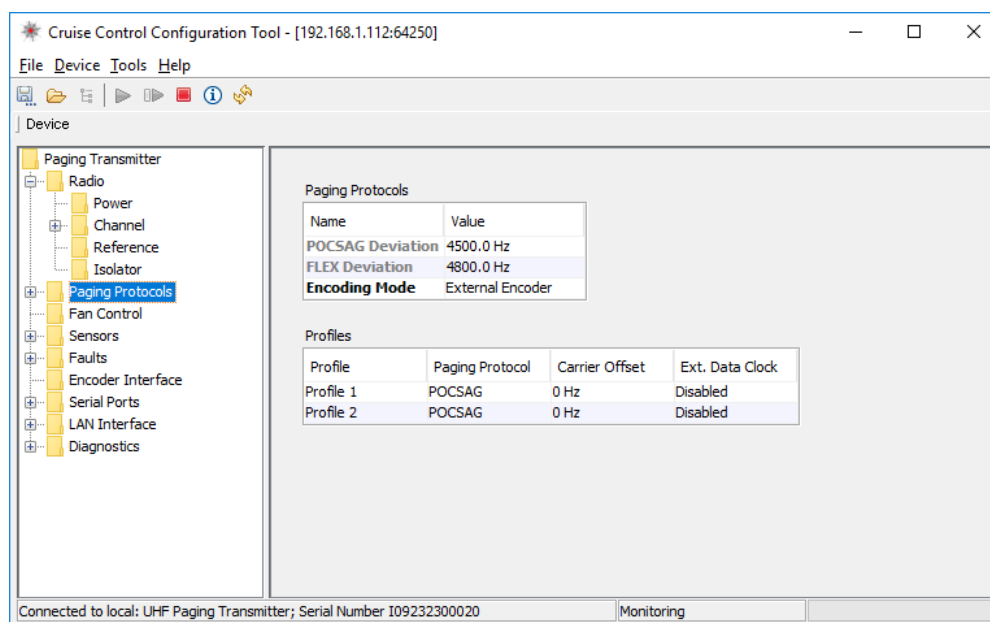 Cruise Control Configuration Tool - [192.168.1.112:64250]
File Device Tools Help
Device
Paging Transmitter
Radio
Power
Channel
Reference
Isolator
Paging Protocols
Fan Control
Sensors
Faults
Encoder Interface
Serial Ports
LAN Interface
Diagnostics
Paging Protocols
Name Value
POCSAG Deviation 4500.0 Hz
FLEX Deviation 4800.0 Hz
Encoding Mode External Encoder
Profiles
Profile Paging Protocol Carrier Offset Ext. Data Clock
Profile 1 POCSAG 0 Hz Disabled
Profile 2 POCSAG 0 Hz Disabled
Connected to local: UHF Paging Transmitter; Serial Number I09232300020 Monitoring